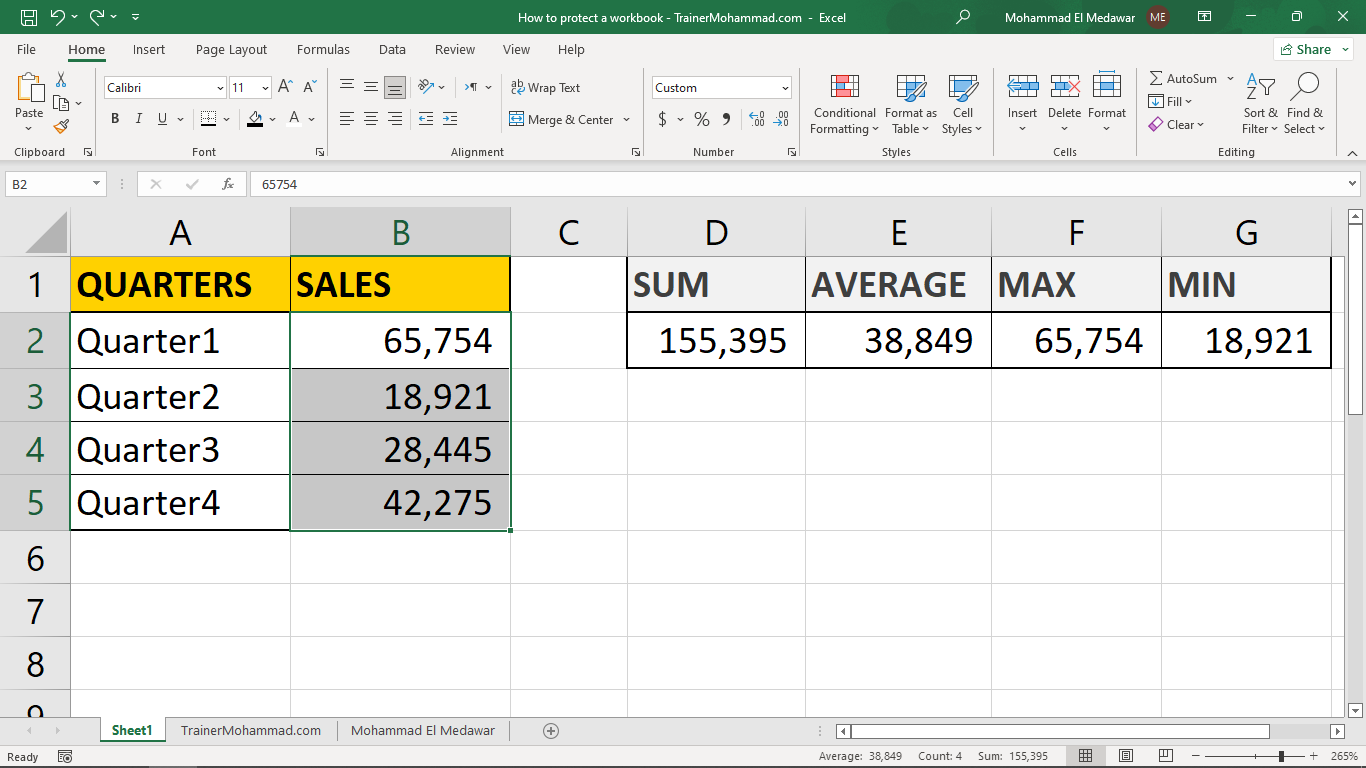 How to protect a workbook - TrainerMohammad.com - Excel
Mohammad El Medawar ME
File Home Insert Page Layout Formulas Data Review View Help
Share
Paste
Clipboard
Calibri 11 A A
B I U A
Font
ab Wrap Text
Merge & Center
Alignment
Custom
$ % 9
Number
Conditional Formatting
Format as Table
Cell Styles
Styles
Insert Delete Format
Cells
AutoSum
Fill
Clear
Sort & Filter
Find & Select
Editing
B2 fx 65754
A B C D E F G
1 QUARTERS SALES SUM AVERAGE MAX MIN
2 Quarter1 65,754 155,395 38,849 65,754 18,921
3 Quarter2 18,921
4 Quarter3 28,445
5 Quarter4 42,275
6
7
8
9
Sheet1 TrainerMohammad.com Mohammad El Medawar
Ready Average: 38,849 Count: 4 Sum: 155,395 265%